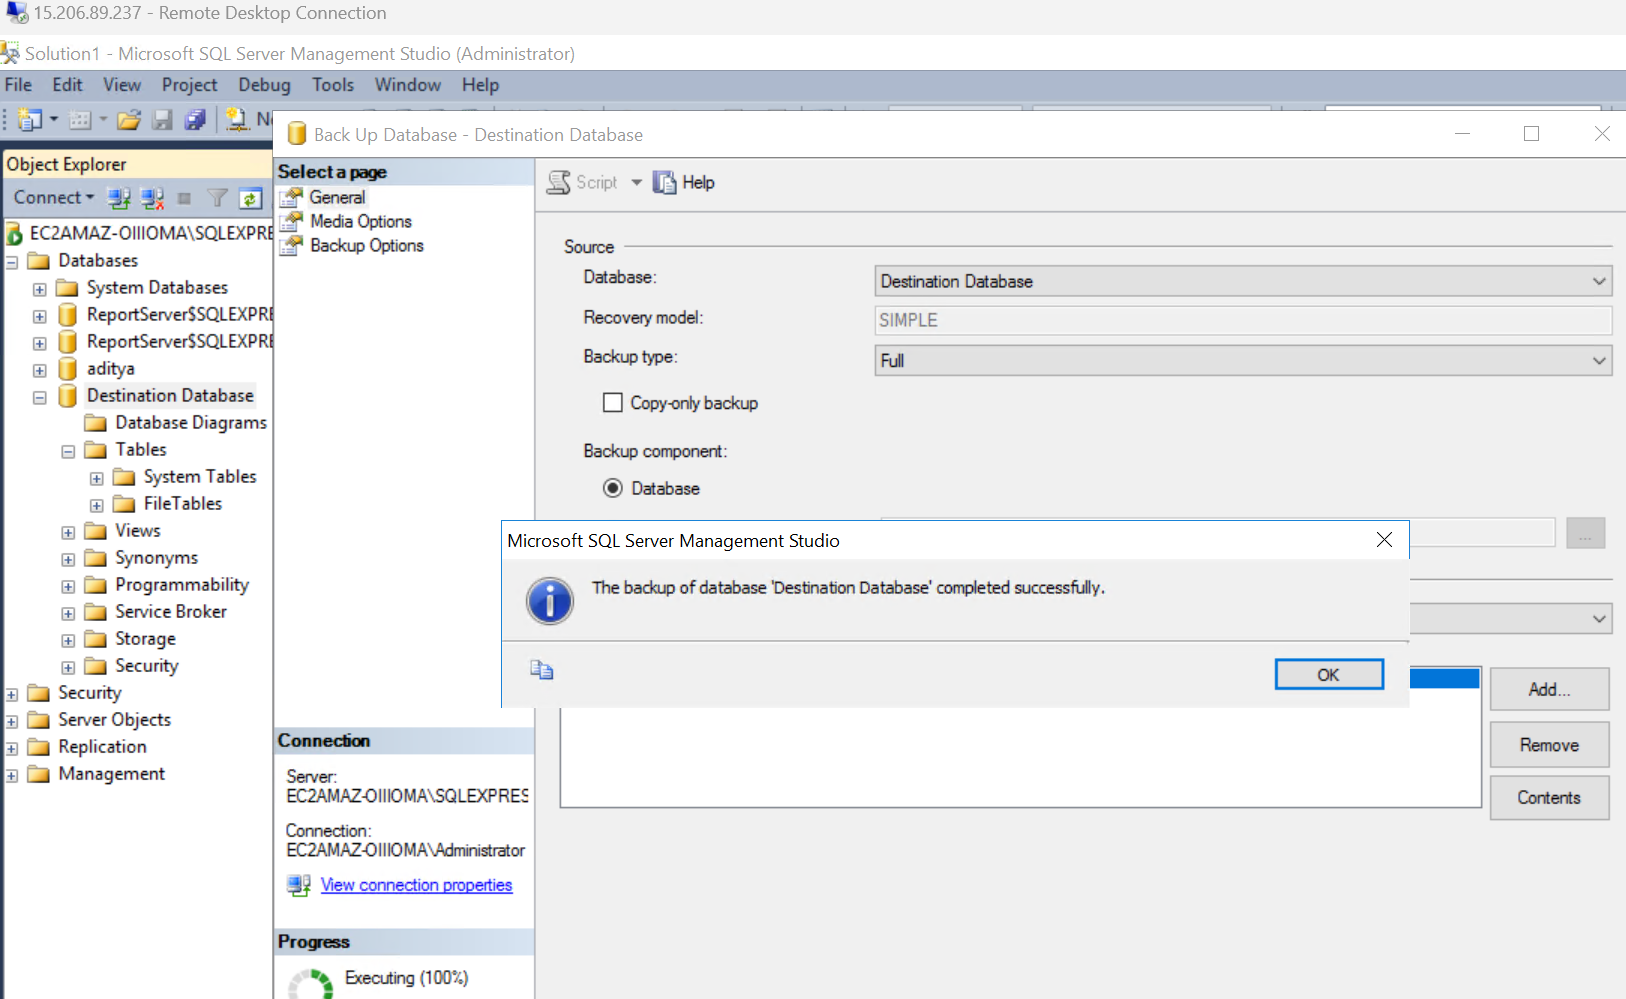 15.206.89.237 - Remote Desktop Connection
Solution1 - Microsoft SQL Server Management Studio (Administrator)
File Edit View Project Debug Tools Window Help
Back Up Database - Destination Database
Object Explorer
Connect
EC2AMAZ-OIIIOMA\SQLEXPRE
Databases
System Databases
ReportServer$SQLEXPRE
ReportServer$SQLEXPRE
aditya
Destination Database
Database Diagrams
Tables
System Tables
FileTables
Views
Synonyms
Programmability
Service Broker
Storage
Security
Security
Server Objects
Replication
Management
Select a page
General
Media Options
Backup Options
Connection
Server:
EC2AMAZ-OIIIOMA\SQLEXPRES
Connection:
EC2AMAZ-OIIIOMA\Administrator
View connection properties
Progress
Executing (100%)
Script Help
Source
Database: Destination Database
Recovery model: SIMPLE
Backup type: Full
Copy-only backup
Backup component:
Database
...
Microsoft SQL Server Management Studio
The backup of database 'Destination Database' completed successfully.
OK
Add...
Remove
Contents